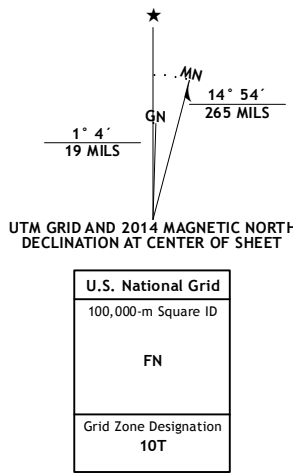 MN
14° 54´
265 MILS
GN
1° 4´
19 MILS
UTM GRID AND 2014 MAGNETIC NORTH
DECLINATION AT CENTER OF SHEET
U.S. National Grid
100,000-m Square ID
FN
Grid Zone Designation
10T